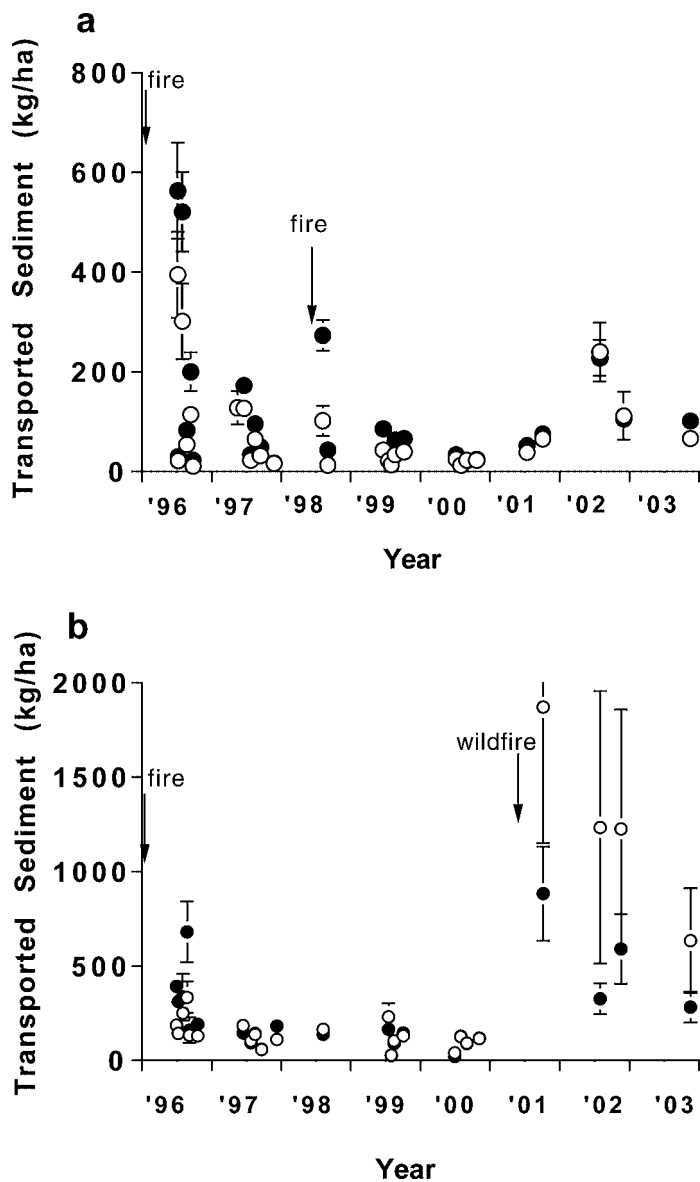 a
Transported Sediment (kg/ha)
800
600
400
200
0
fire
fire
'96 '97 '98 '99 '00 '01 '02 '03
Year
b
Transported Sediment (kg/ha)
2000
1500
1000
500
0
fire
wildfire
'96 '97 '98 '99 '00 '01 '02 '03
Year